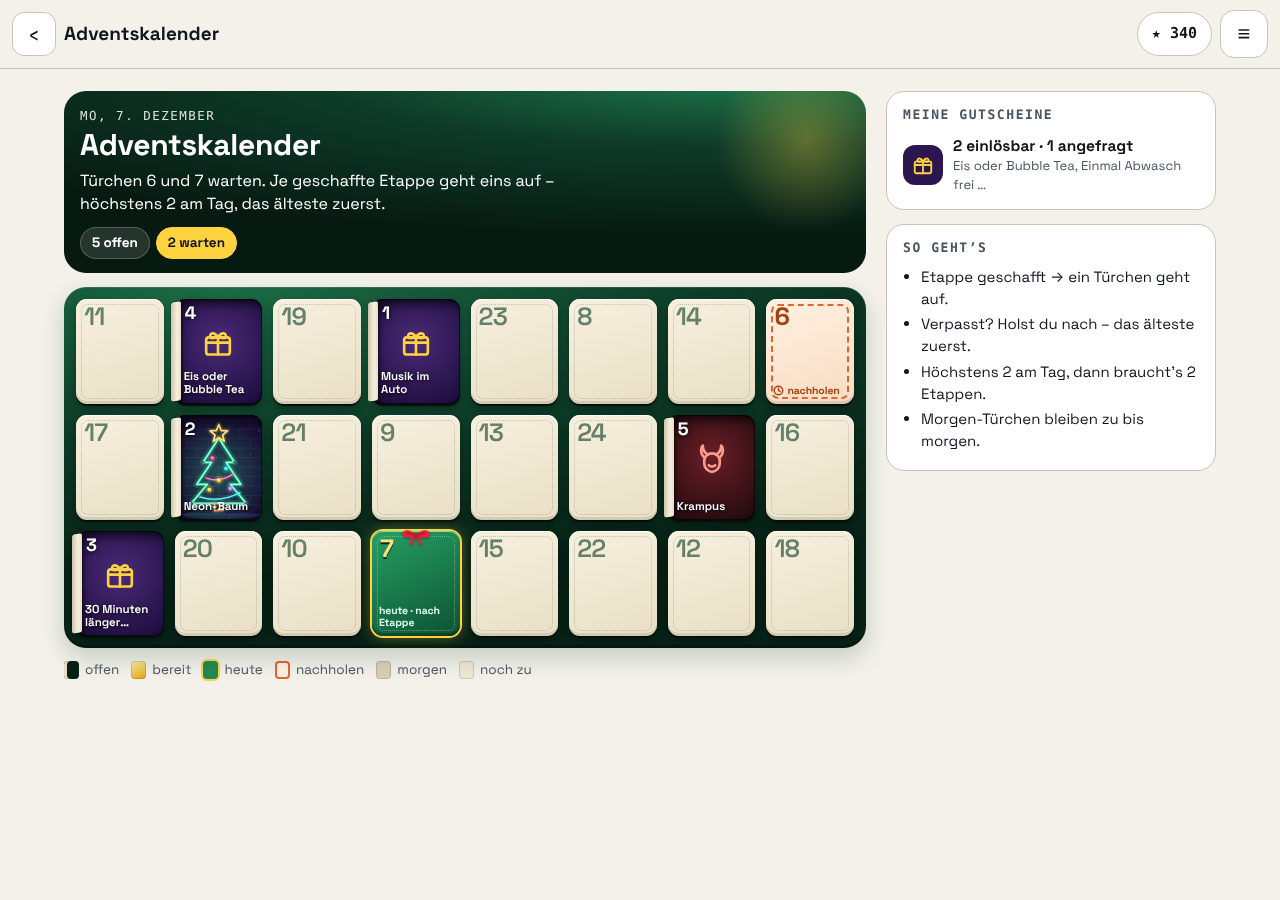 <
Adventskalender
★ 340
≡
MO, 7. DEZEMBER
Adventskalender
Türchen 6 und 7 warten. Je geschaffte Etappe geht eins auf –
höchstens 2 am Tag, das älteste zuerst.
5 offen
2 warten
11
4
Eis oder
Bubble Tea
19
1
Musik im
Auto
23
8
14
6
nachholen
17
2
Neon-Baum
21
9
13
24
5
Krampus
16
3
30 Minuten
länger…
20
10
7
heute · nach
Etappe
15
22
12
18
offen
bereit
heute
nachholen
morgen
noch zu
MEINE GUTSCHEINE
2 einlösbar · 1 angefragt
Eis oder Bubble Tea, Einmal Abwasch
frei …
SO GEHT’S
• Etappe geschafft → ein Türchen geht
auf.
• Verpasst? Holst du nach – das älteste
zuerst.
• Höchstens 2 am Tag, dann braucht’s 2
Etappen.
• Morgen-Türchen bleiben zu bis
morgen.